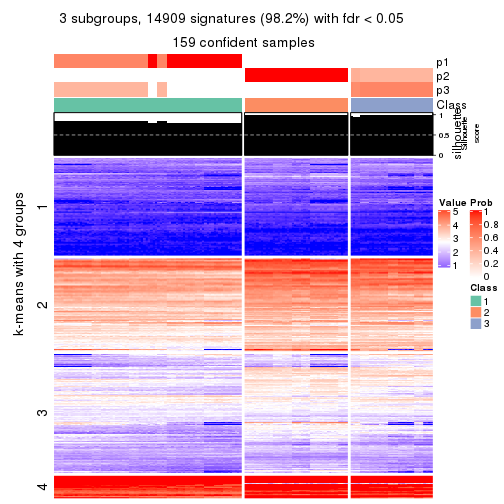 3 subgroups, 14909 signatures (98.2%) with fdr < 0.05
159 confident samples
p1
p2
p3
Class
1
0.5
0
silhouette
Silhouette
score
k-means with 4 groups
1
2
3
4
Value
5
4
3
2
1
Prob
1
0.8
0.6
0.4
0.2
0
Class
1
2
3